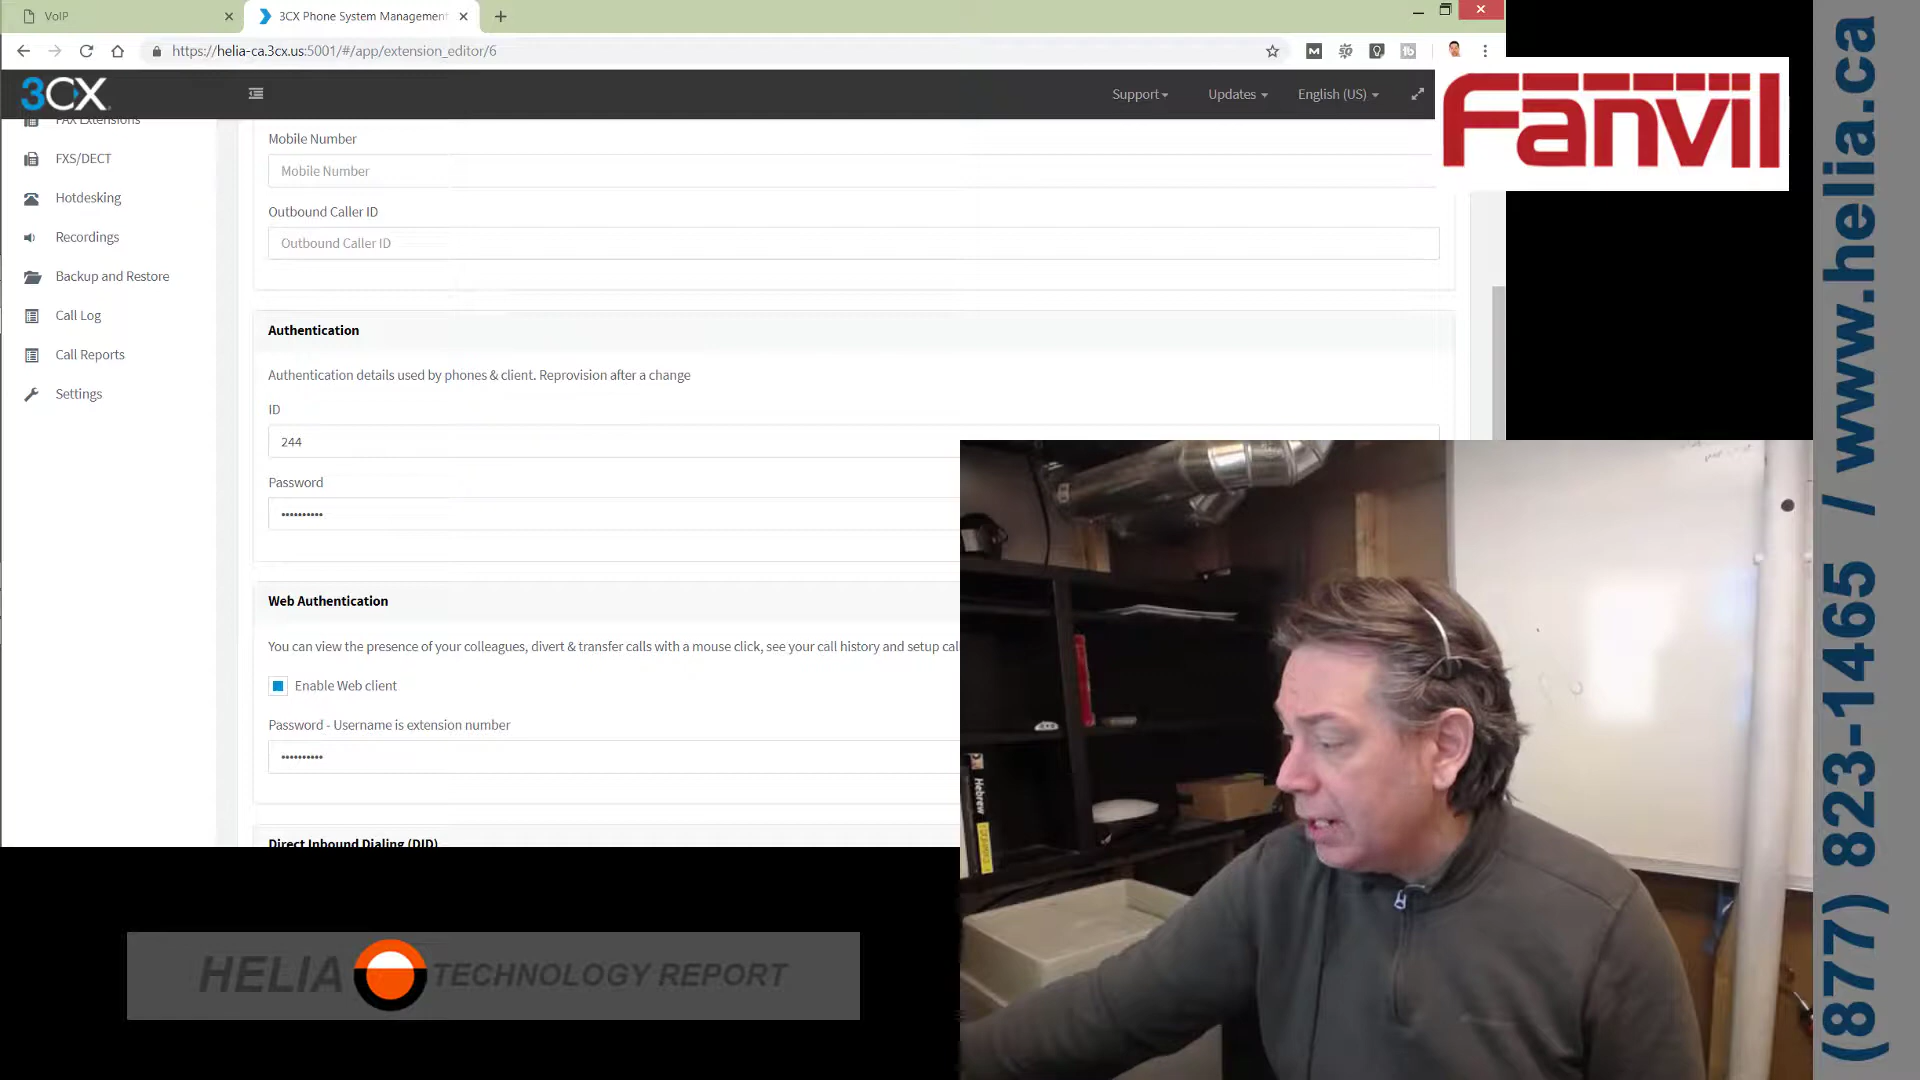 VoIP
3CX Phone System Management
https://helia-ca.3cx.us:5001/#/app/extension_editor/6
3CX
Support
Updates
English (US)
Fanvil
FAX Extensions
FXS/DECT
Hotdesking
Recordings
Backup and Restore
Call Log
Call Reports
Settings
Mobile Number
Mobile Number
Outbound Caller ID
Outbound Caller ID
Authentication
Authentication details used by phones & client. Reprovision after a change
ID
244
Password
••••••••••
Web Authentication
You can view the presence of your colleagues, divert & transfer calls with a mouse click, see your call history and setup cal
Enable Web client
Password - Username is extension number
••••••••••
Direct Inbound Dialing (DID)
Hebrew
HELIA TECHNOLOGY REPORT
(877) 823-1465 / www.helia.ca